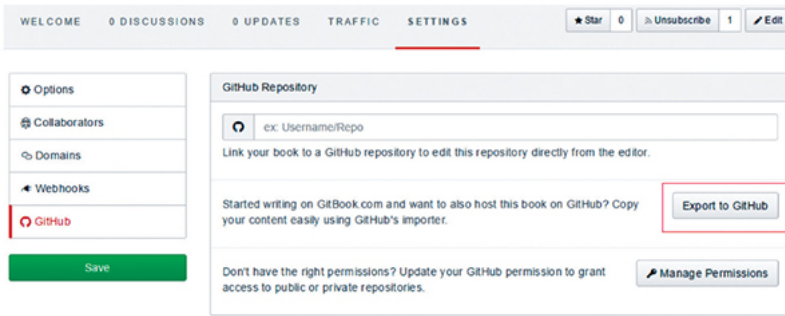 WELCOME 0 DISCUSSIONS 0 UPDATES TRAFFIC SETTINGS Star 0 Unsubscribe 1 Edit
Options
Collaborators
Domains
Webhooks
GitHub
Save
GitHub Repository
ex: Username/Repo
Link your book to a GitHub repository to edit this repository directly from the editor.
Started writing on GitBook.com and want to also host this book on GitHub? Copy
your content easily using GitHub's importer.
Export to GitHub
Don't have the right permissions? Update your GitHub permission to grant
access to public or private repositories.
Manage Permissions